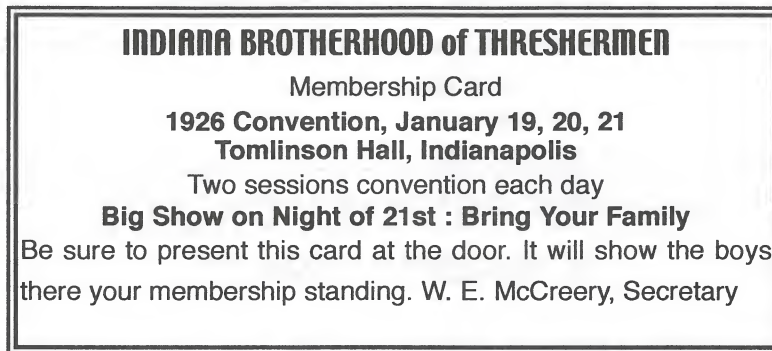 INDIANA BROTHERHOOD of THRESHERMEN
Membership Card
1926 Convention, January 19, 20, 21
Tomlinson Hall, Indianapolis
Two sessions convention each day
Big Show on Night of 21st : Bring Your Family
Be sure to present this card at the door. It will show the boys
there your membership standing. W. E. McCreery, Secretary